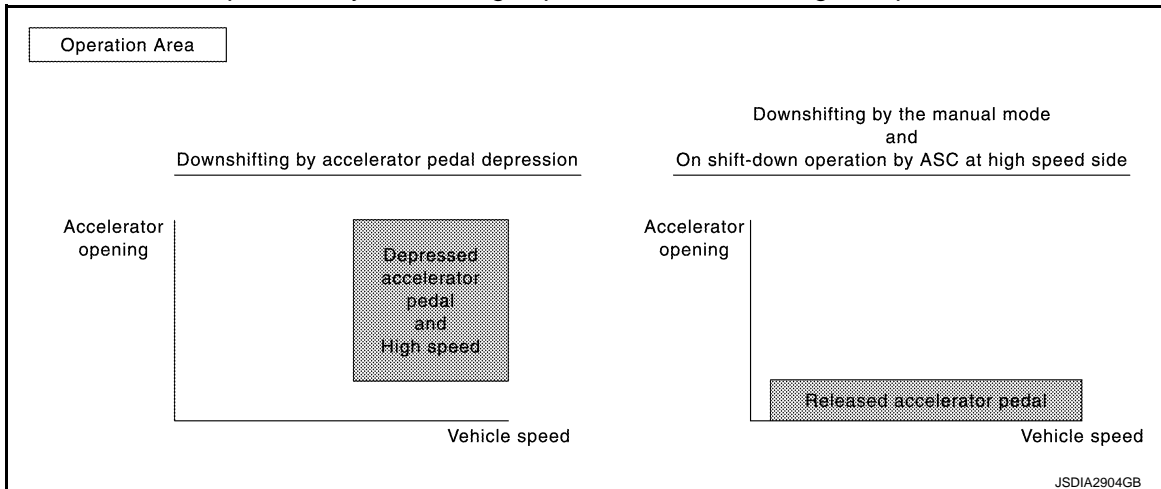 Operation Area
Downshifting by accelerator pedal depression
Accelerator
opening
Depressed
accelerator
pedal
and
High speed
Vehicle speed
Downshifting by the manual mode
and
On shift-down operation by ASC at high speed side
Accelerator
opening
Released accelerator pedal
Vehicle speed
JSDIA2904GB